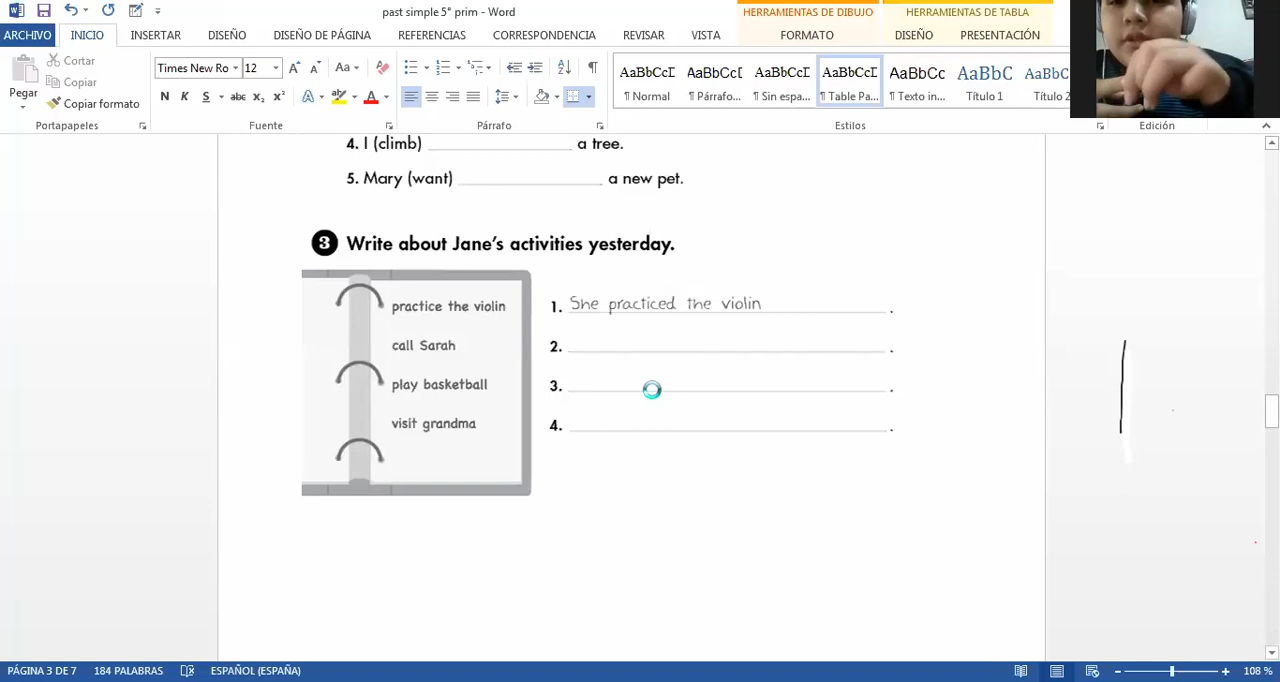 past simple 5° prim - Word
HERRAMIENTAS DE DIBUJO
HERRAMIENTAS DE TABLA
ARCHIVO INICIO INSERTAR DISEÑO DISEÑO DE PÁGINA REFERENCIAS CORRESPONDENCIA REVISAR VISTA FORMATO DISEÑO PRESENTACIÓN
Pegar
Cortar
Copiar
Copiar formato
Portapapeles
Times New Ro 12
Fuente
Párrafo
AaBbCcI AaBbCcI AaBbCcI AaBbCcI AaBbCc AaBbC AaBbC
¶ Normal ¶ Párrafo... ¶ Sin espa... ¶ Table Pa... ¶ Texto in... Título 1 Título 2
Estilos
Edición
4. I (climb) a tree.
5. Mary (want) a new pet.
3 Write about Jane's activities yesterday.
practice the violin
call Sarah
play basketball
visit grandma
1. She practiced the violin .
2. .
3. .
4. .
PÁGINA 3 DE 7 184 PALABRAS ESPAÑOL (ESPAÑA) 108 %